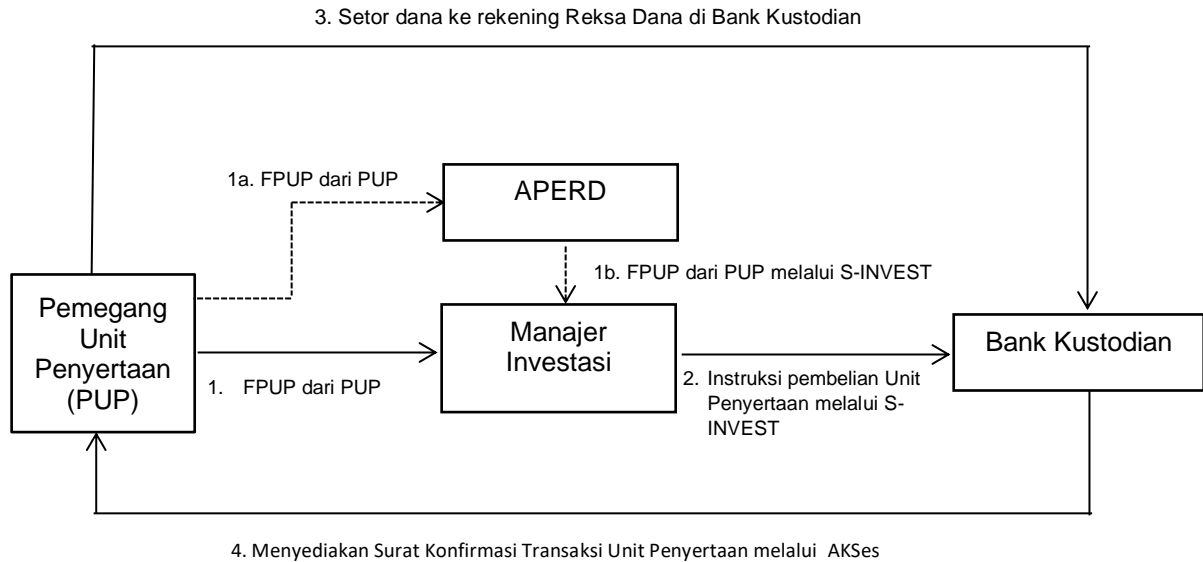 3. Setor dana ke rekening Reksa Dana di Bank Kustodian
1a. FPUP dari PUP
APERD
1b. FPUP dari PUP melalui S-INVEST
Pemegang
Unit
Penyertaan
(PUP)
Manajer
Investasi
Bank Kustodian
1. FPUP dari PUP
2. Instruksi pembelian Unit
Penyertaan melalui S-
INVEST
4. Menyediakan Surat Konfirmasi Transaksi Unit Penyertaan melalui AKSes